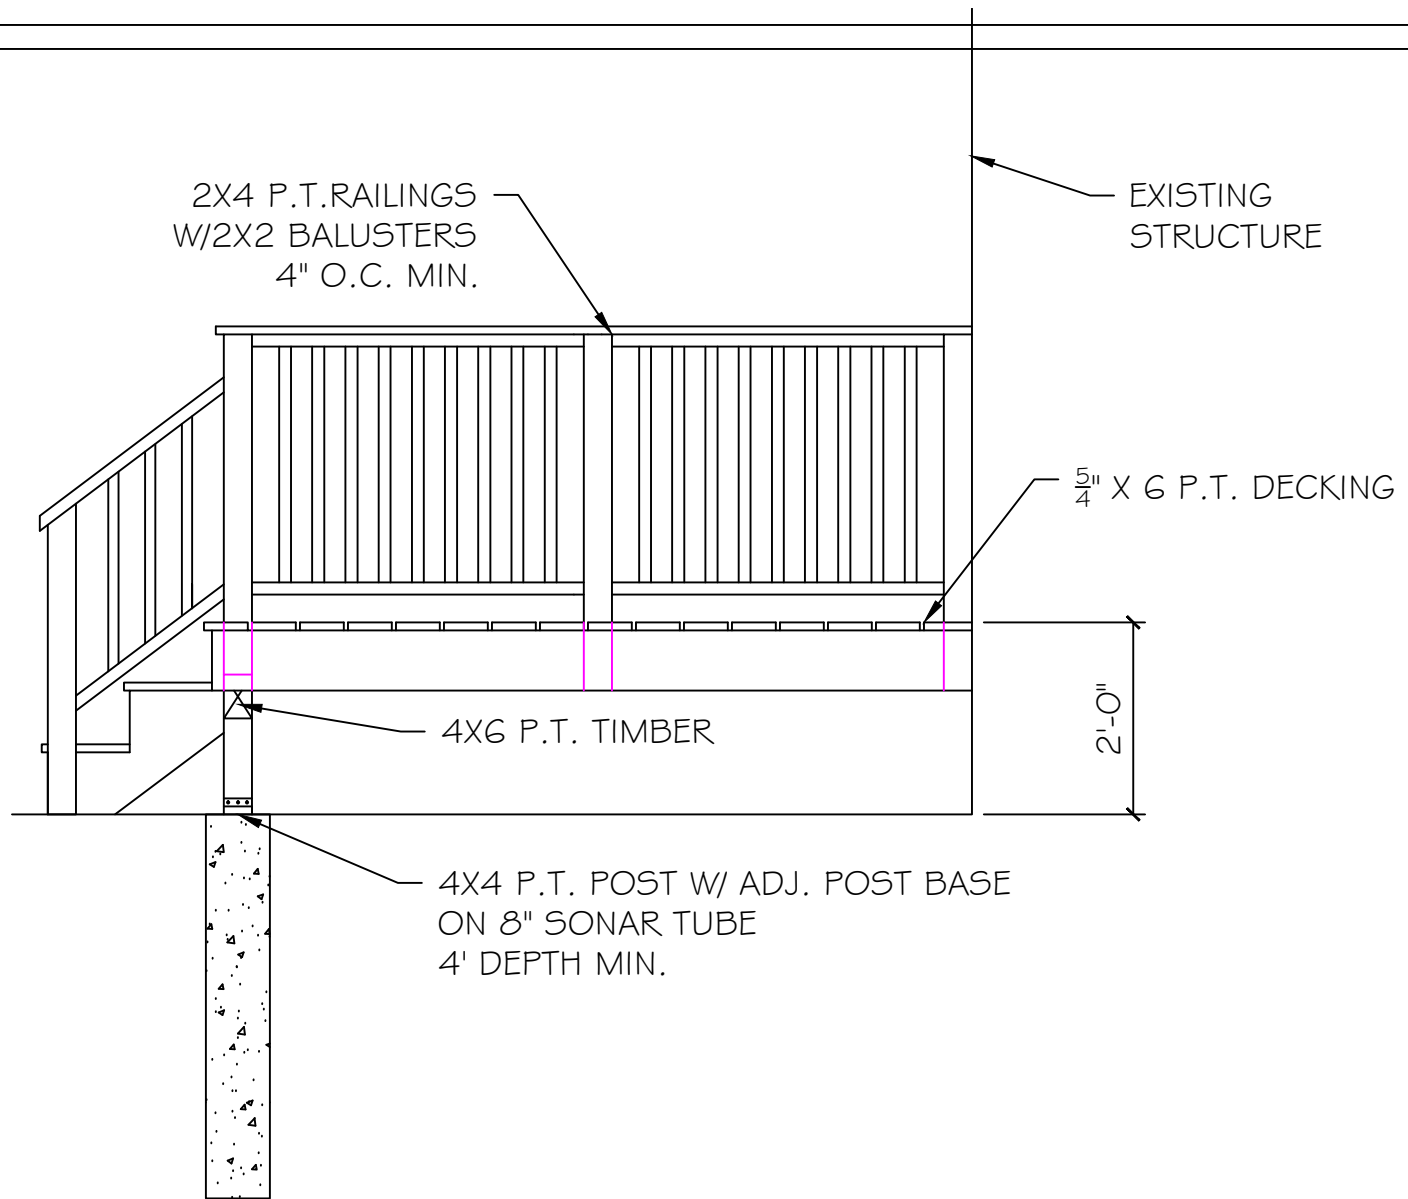 2X4 P.T.RAILINGS
W/2X2 BALUSTERS
4" O.C. MIN.
EXISTING
STRUCTURE
5/4" X 6 P.T. DECKING
2'-0"
4X6 P.T. TIMBER
4X4 P.T. POST W/ ADJ. POST BASE
ON 8" SONAR TUBE
4' DEPTH MIN.